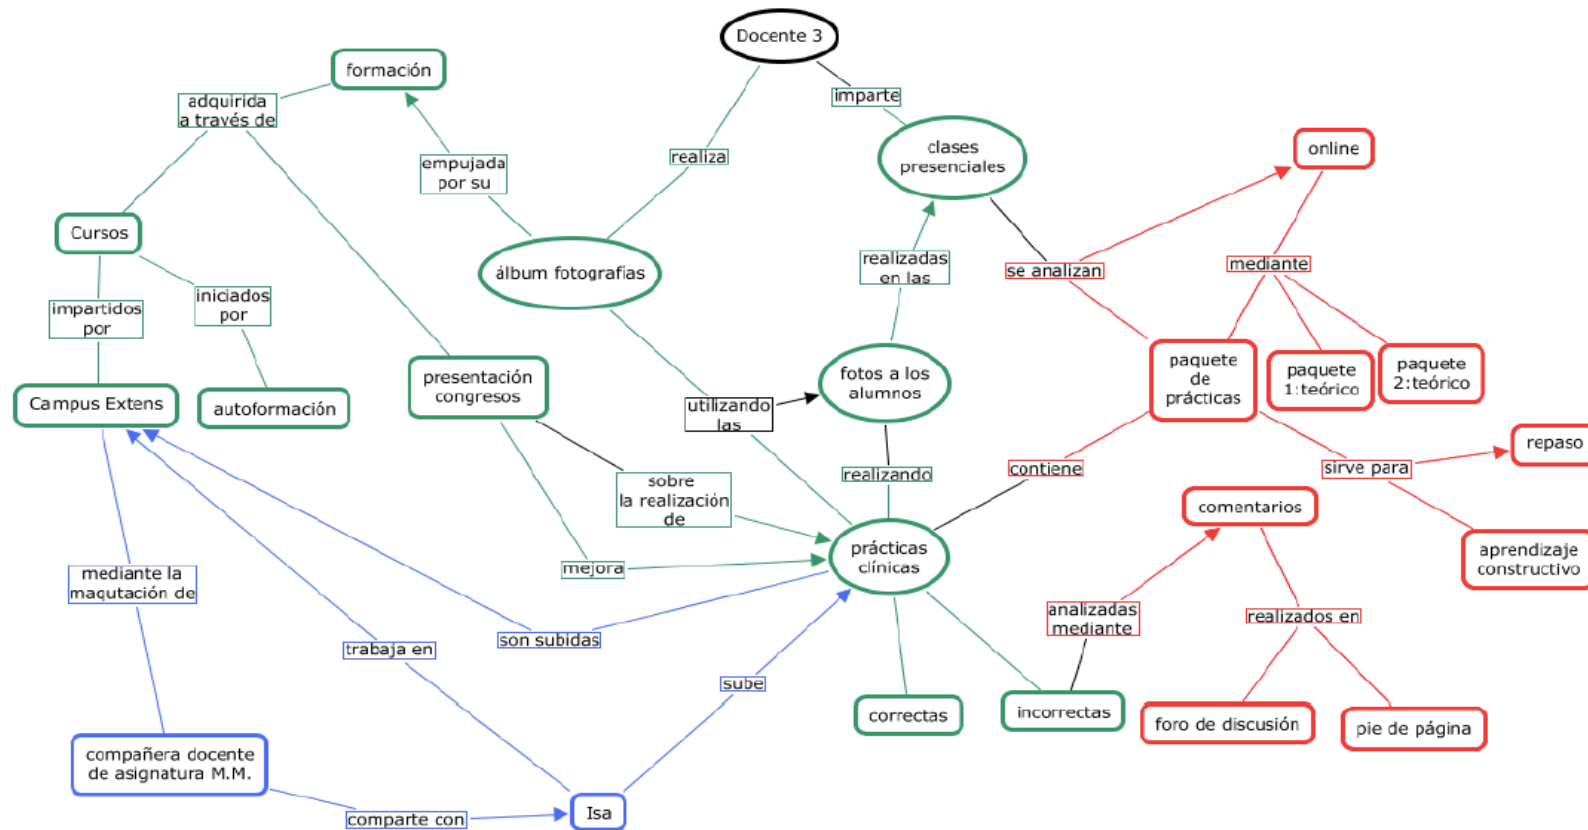 Docente 3
formación
imparte
adquirida
a través de
clases
presenciales
online
realiza
empujada
por su
Cursos
álbum fotografías
realizadas
en las
se analizan
mediante
iniciados
por
impartidos
por
fotos a los
alumnos
paquete
de
prácticas
paquete
1:teórico
paquete
2:teórico
presentación
congresos
Campus Extens
autoformación
utilizando
las
repaso
contiene
sirve para
realizando
sobre
la realización
de
comentarios
prácticas
clínicas
aprendizaje
constructivo
mejora
mediante la
maqutación de
analizadas
mediante
realizados en
son subidas
trabaja en
sube
correctas
incorrectas
foro de discusión
pie de página
compañera docente
de asignatura M.M.
Isa
comparte con